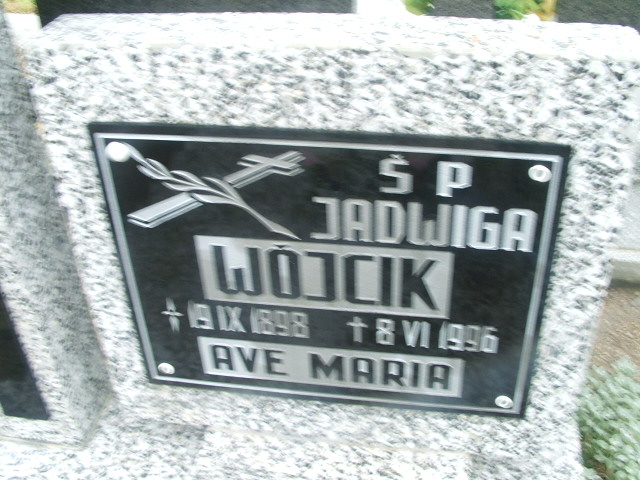 Ś P
JADWIGA
WÓJCIK
* 19 IX 1898 † 8 VI 1996
AVE MARIA